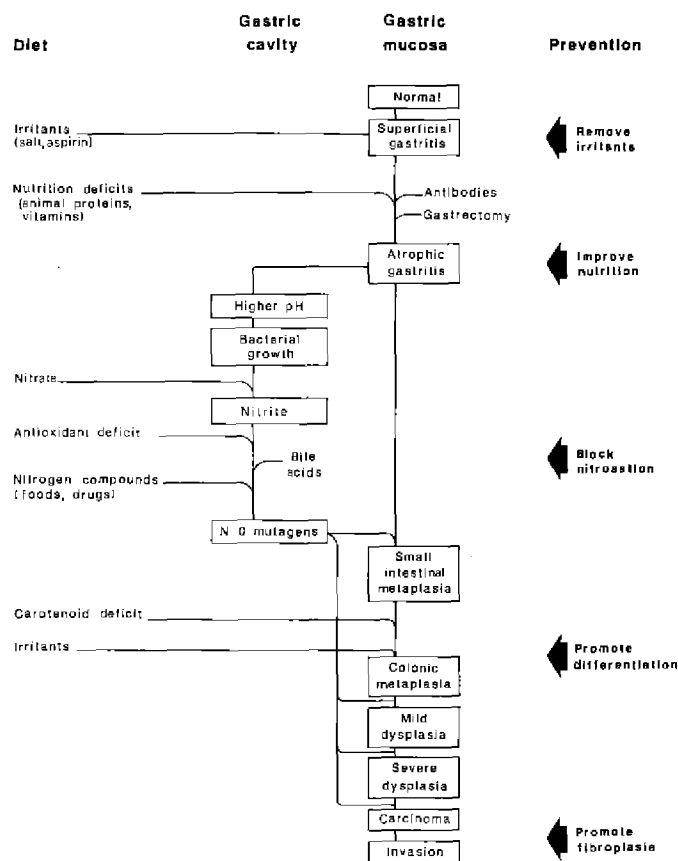 Diet
Gastric
cavity
Gastric
mucosa
Prevention
Normal
Irritants
(salt, aspirin)
Superficial
gastritis
Remove
irritants
Nutrition deficits
(animal proteins,
vitamins)
Antibodies
Gastrectomy
Atrophic
gastritis
Improve
nutrition
Higher pH
Bacterial
growth
Nitrate
Nitrite
Antioxidant deficit
Bile
acids
Block
nitrosation
Nitrogen compounds
(foods, drugs)
N O mutagens
Small
intestinal
metaplasia
Carotenoid deficit
Irritants
Promote
differentiation
Colonic
metaplasia
Mild
dysplasia
Severe
dysplasia
Carcinoma
Promote
fibroplasia
Invasion